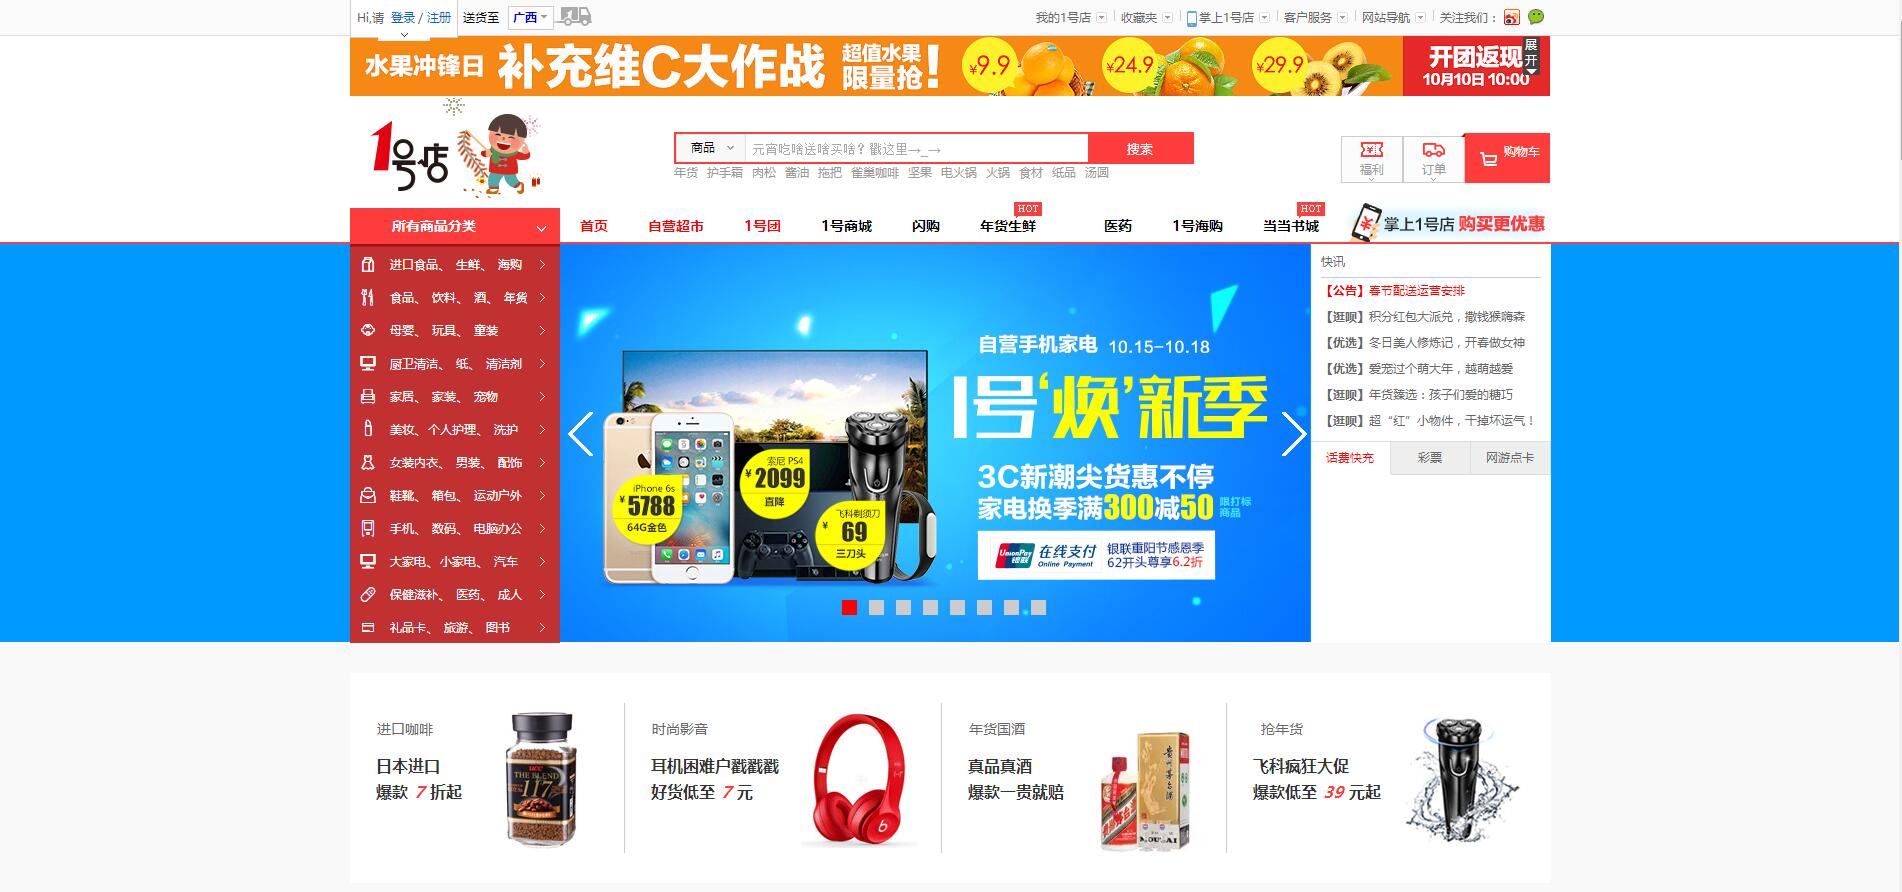 Hi,请 登录 / 注册 送货至 广西
我的1号店 收藏夹 掌上1号店 客户服务 网站导航 关注我们：
水果冲锋日 补充维C大作战 超值水果 限量抢！
¥9.9
¥24.9
¥29.9
开团返现
10月10日 10:00
展开
1号店
商品 元宵吃啥送啥买啥？戳这里→_→ 搜索
年货 护手霜 肉松 酱油 拖把 雀巢咖啡 坚果 电火锅 火锅 食材 纸品 汤圆
福利 订单 购物车
HOT
HOT
所有商品分类 首页 自营超市 1号团 1号商城 闪购 年货生鲜 医药 1号海购 当当书城
掌上1号店 购买更优惠
进口食品、 生鲜、 海购
食品、 饮料、 酒、 年货
母婴、 玩具、 童装
厨卫清洁、 纸、 清洁剂
家居、 家装、 宠物
美妆、个人护理、 洗护
女装内衣、 男装、 配饰
鞋靴、 箱包、 运动户外
手机、 数码、 电脑办公
大家电、小家电、 汽车
保健滋补、 医药、 成人
礼品卡、 旅游、 图书
自营手机家电 10.15-10.18
1号‘焕’新季
3C新潮尖货惠不停
家电换季满300减50 限打标商品
UnionPay 银联 在线支付 Online Payment
银联重阳节感恩季
62开头尊享6.2折
iPhone 6s
¥5788
64G金色
索尼 PS4
¥2099
直降
飞科剃须刀
¥69
三刀头
快讯
【公告】春节配送运营安排
【逛呗】积分红包大派兑，撒钱猴嗨森
【优选】冬日美人修炼记，开春做女神
【优选】爱宠过个萌大年，越萌越爱
【逛呗】年货臻选：孩子们爱的糖巧
【逛呗】超“红”小物件，干掉坏运气！
话费快充 彩票 网游点卡
进口咖啡
日本进口
爆款 7 折起
UCC
THE BLEND
117
时尚影音
耳机困难户戳戳戳
好货低至 7 元
年货国酒
真品真酒
爆款一贵就赔
贵州茅台酒
MOUTAI
抢年货
飞科疯狂大促
爆款低至 39 元起